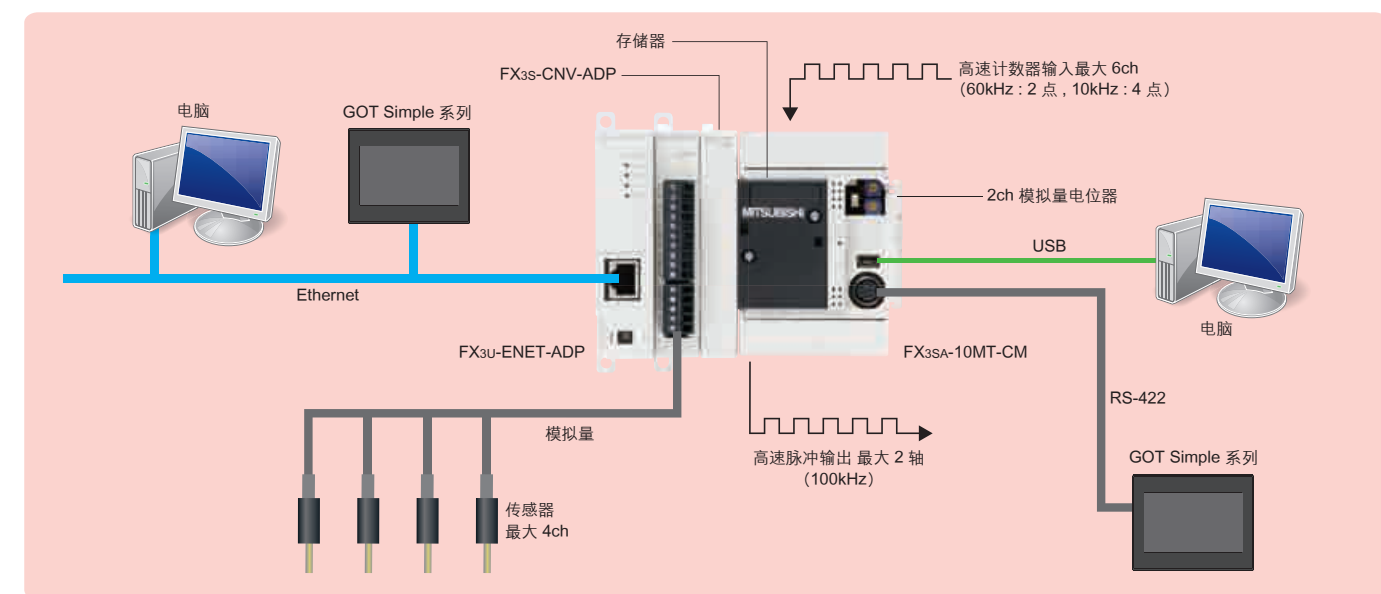 存储器
FX3S-CNV-ADP
高速计数器输入最大 6ch
（60kHz : 2 点 , 10kHz : 4 点）
电脑
GOT Simple 系列
2ch 模拟量电位器
MITSUBISHI
USB
Ethernet
电脑
FX3U-ENET-ADP
FX3SA-10MT-CM
RS-422
模拟量
高速脉冲输出 最大 2 轴
（100kHz）
GOT Simple 系列
传感器
最大 4ch